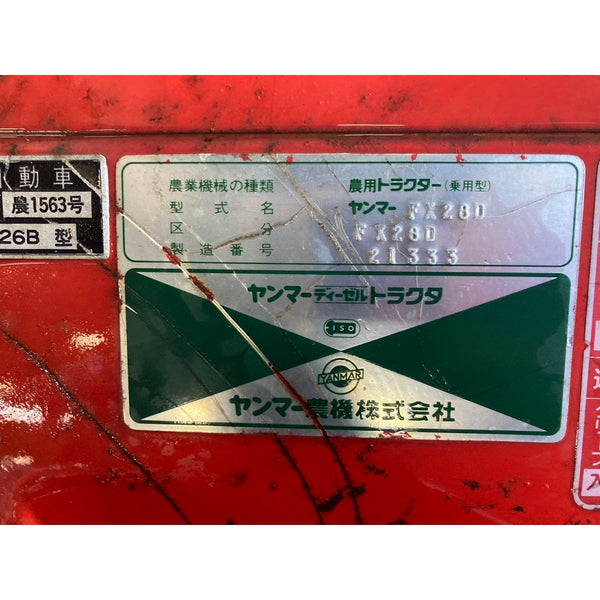 動車
農1563号
26B 型
農業機械の種類 農用トラクター(乗用型)
型式名 ヤンマー FX28D
区分 FX28D
製造番号 21333
ヤンマーディーゼルトラクタ
ISO
YANMAR
ヤンマー農機株式会社